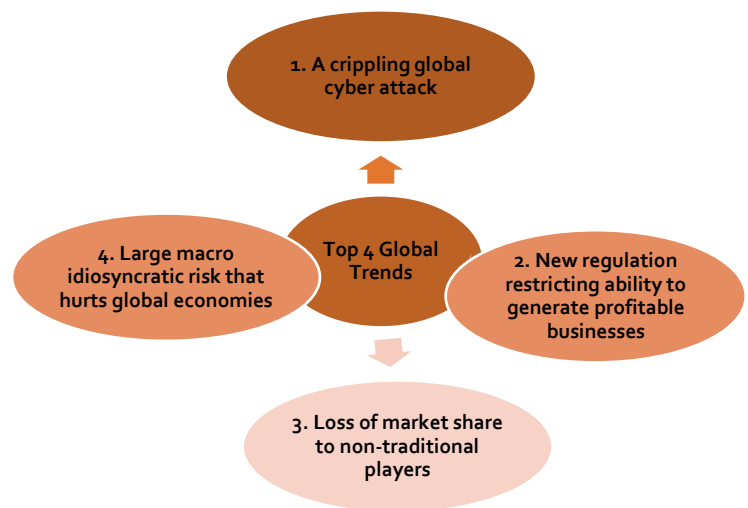 1. A crippling global
cyber attack
Top 4 Global
Trends
2. New regulation
restricting ability to
generate profitable
businesses
3. Loss of market share
to non-traditional
players
4. Large macro
idiosyncratic risk that
hurts global economies